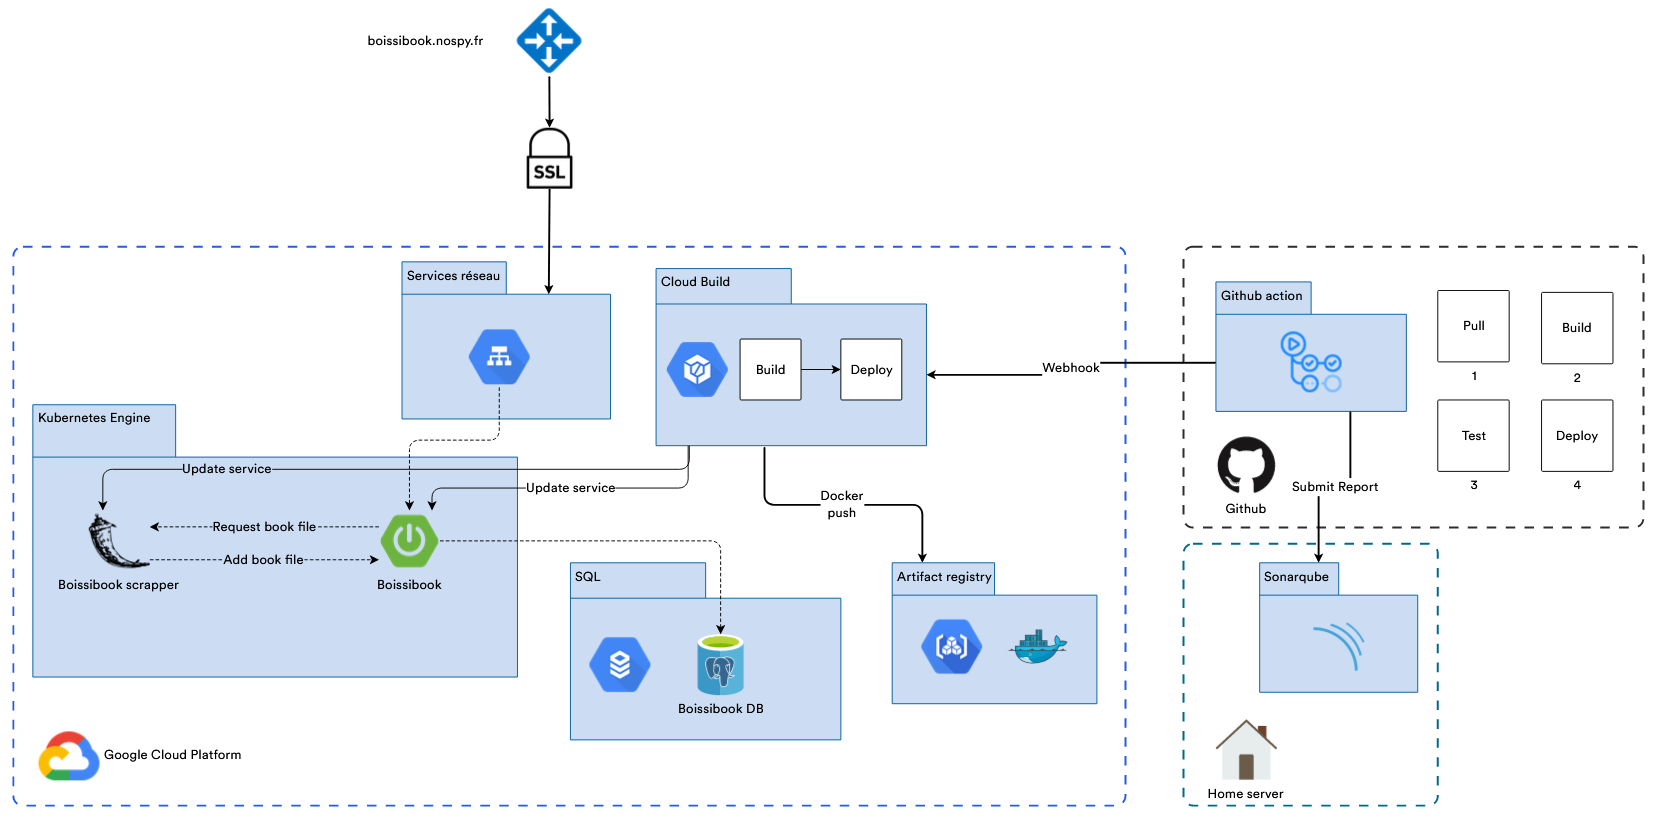 boissibook.nospy.fr
SSL
Services réseau
Cloud Build
Build
Deploy
Webhook
Github action
Pull
1
Build
2
Test
3
Deploy
4
Github
Submit Report
Kubernetes Engine
Update service
Update service
Request book file
Add book file
Boissibook scrapper
Boissibook
Docker
push
SQL
Boissibook DB
Artifact registry
Sonarqube
Google Cloud Platform
Home server